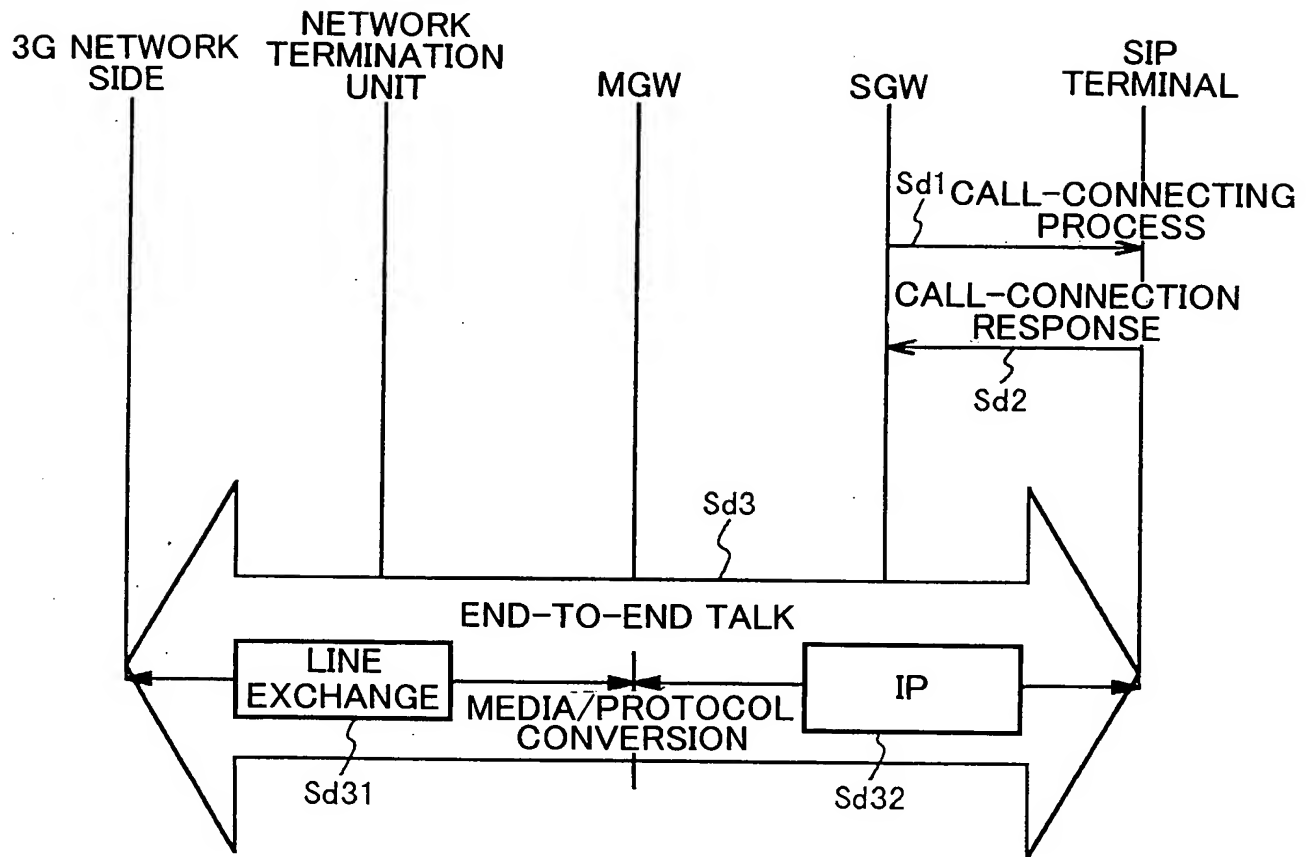 3G NETWORK
SIDE
NETWORK
TERMINATION
UNIT
MGW
SGW
SIP
TERMINAL
Sd1
CALL-CONNECTING
PROCESS
CALL-CONNECTION
RESPONSE
Sd2
Sd3
END-TO-END TALK
LINE
EXCHANGE
IP
MEDIA/PROTOCOL
CONVERSION
Sd31
Sd32